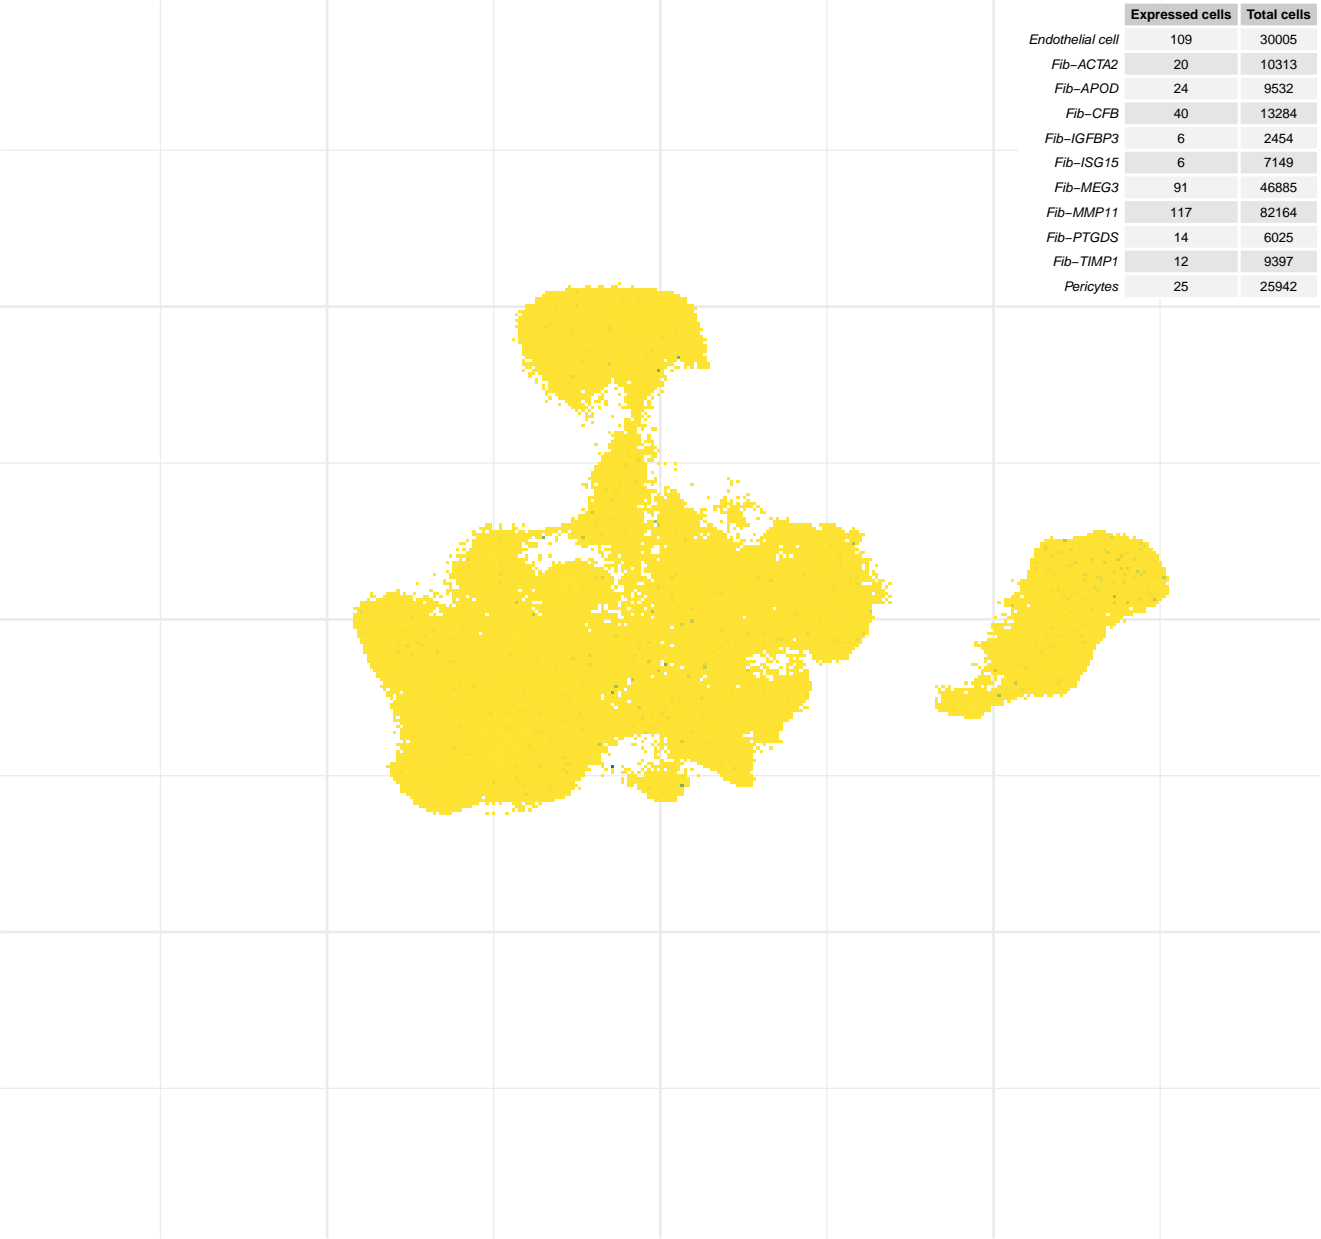 Expressed cells Total cells
Endothelial cell 109 30005
Fib−ACTA2 20 10313
Fib−APOD 24 9532
Fib−CFB 40 13284
Fib−IGFBP3 6 2454
Fib−ISG15 6 7149
Fib−MEG3 91 46885
Fib−MMP11 117 82164
Fib−PTGDS 14 6025
Fib−TIMP1 12 9397
Pericytes 25 25942